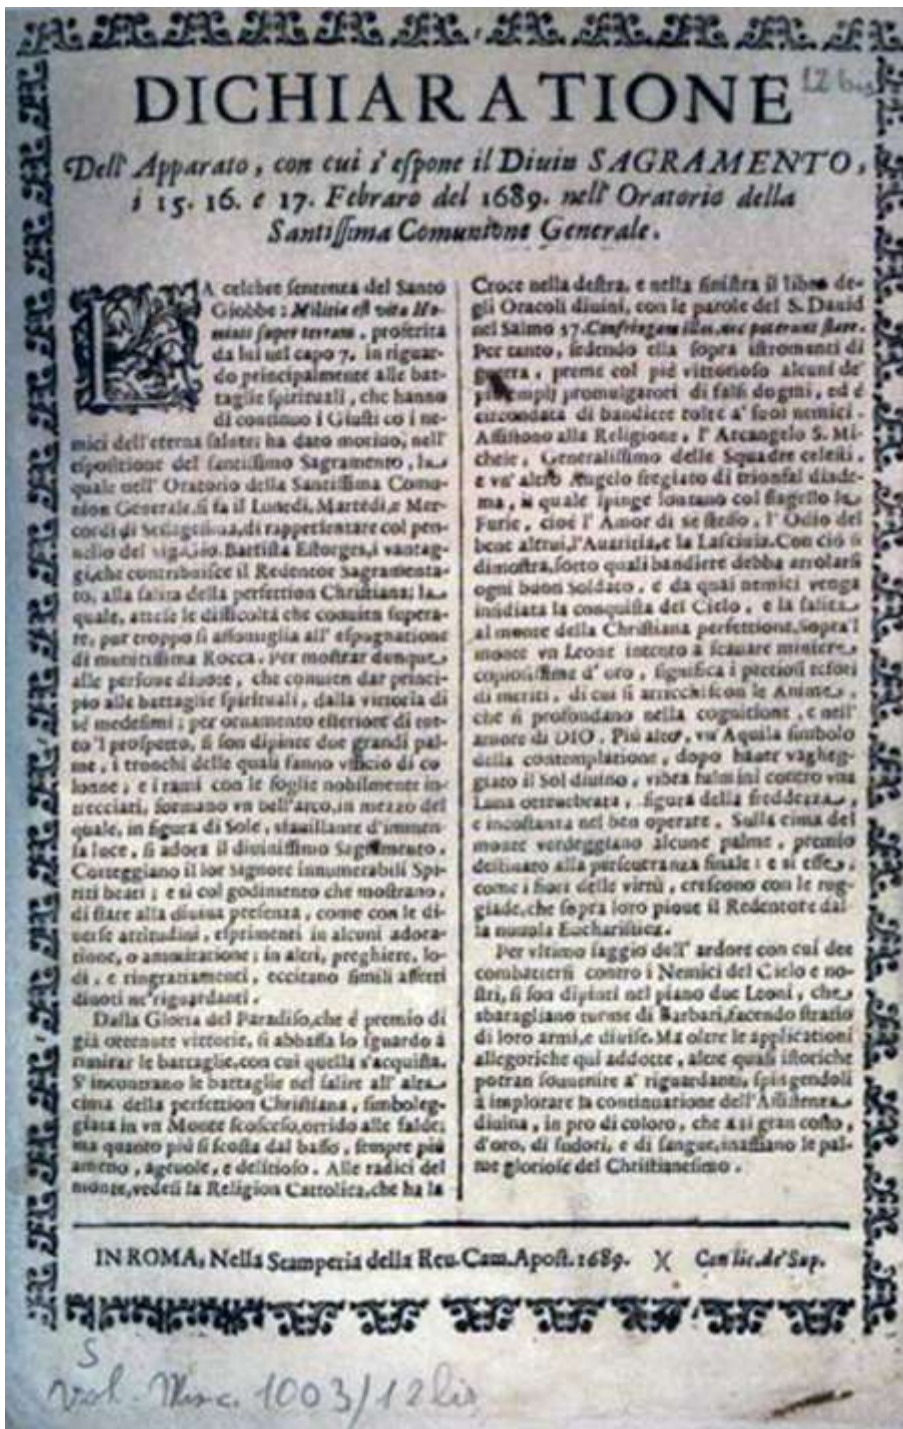 DICHIARATIONE
12 bis
Dell' Apparato, con cui s' eſpone il Diuin SAGRAMENTO,
i 15. 16. e 17. Febraro del 1689. nell' Oratorio della
Santiſſima Comunione Generale.
LA celebre ſentenza del Santo
Giobbe: Militia eſt vita Ho-
minis ſuper terram, proferita
da lui nel capo 7. in riguar-
do principalmente alle bat-
taglie ſpirituali, che hanno
di continuo i Giuſti co i ne-
mici dell'eterna ſalute; ha dato motiuo, nell'
eſpoſitione del ſantiſſimo Sagramento, la
quale nell' Oratorio della Santiſſima Comu-
nion Generale, ſi fa il Lunedì, Martedì, e Mer-
cordì di Seſſageſima, di rappreſentare col pen-
nello del Battiſta Eſtorges, i vantag-
gi, che contribuiſce il Redentor Sagramenta-
to, alla ſalita della perfettion Chriſtiana; la
quale, atteſe le difficoltà che conuien ſupera-
re, pur troppo ſi aſſomiglia all' eſpugnatione
di munitiſſima Rocca. Per moſtrar dunque
alle perſone diuote, che conuien dar princi-
pio alle battaglie ſpirituali, dalla vittoria di
sé medeſimi; per ornamento eſteriore di tut-
to 'l proſpetto, ſi ſon dipinte due grandi pal-
me, i tronchi delle quali fanno vfficio di co
lonne; e i rami con le foglie nobilmente in-
trecciati, formano vn bell'arco, in mezzo del
quale, in figura di Sole, sfauillante d'immen-
ſa luce, ſi adora il diuiniſſimo Sagramento.
Corteggiano il lor Signore innumerabili Spi-
riti beati; e sì col godimento che moſtrano,
di ſtare alla diuina preſenza, come con le di-
uerſe attitudini, eſprimenti in alcuni adora-
tione, o ammiratione; in altri, preghiere, lo-
di, e ringratiamenti, eccitano ſimili affetti
diuoti ne' riguardanti.
Dalla Gloria del Paradiſo, che é premio di
già ottenute vittorie, ſi abbaſſa lo ſguardo à
rimirar le battaglie, con cui quella s'acquiſta.
S' incontrano le battaglie nel ſalire all' alta
cima della perfettion Chriſtiana, ſimboleg-
giata in vn Monte ſcoſceſo, orrido alle falde;
ma quanto più ſi ſcoſta dal baſſo, ſempre più
ameno, ageuole, e delitioſo. Alle radici del
monte, vedeſi la Religion Cattolica, che ha la
Croce nella deſtra, e nella ſiniſtra il libro de-
gli Oracoli diuini, con le parole del S. Dauid
nel Salmo 17. Confringam illos, nec poterunt ſtare.
Per tanto, ſedendo ella ſopra iſtromenti di
guerra, preme col piè vittorioſo alcuni de'
più empij promulgatori di falſi dogmi, ed é
circondata di bandiere tolte a' ſuoi nemici.
Aſſiſtono alla Religione, l' Arcangelo S. Mi-
chele, Generaliſſimo delle Squadre celeſti,
e vn' altro Angelo fregiato di trionfal diade-
ma, il quale ſpinge lontano col flagello le
Furie, cioé l' Amor di ſe ſteſſo, l' Odio del
bene altrui, l'Auaritia, e la Laſciuia. Con ciò ſi
dimoſtra, ſotto quali bandiere debba arrolarſi
ogni buon Soldato, e da quai nemici venga
inſidiata la conquiſta del Cielo, e la ſalita
al monte della Chriſtiana perfettione. Sopra'l
monte vn Leone intento à ſcauare miniere
copioſiſſime d' oro, ſignifica i pretioſi teſori
di meriti, di cui ſi arricchiſcon le Anime,
che ſi profondano nella cognitione, e nell'
amore di DIO. Più alto, vn' Aquila ſimbolo
della contemplatione, dopo hauer vagheg-
giato il Sol diuino, vibra fulmini contro vna
Luna ottenebrata, figura della freddezza,
e incoſtanza nel ben operare. Sulla cima del
monte verdeggiano alcune palme, premio
deſtinato alla perſeueranza finale: e sì eſſe,
come i fiori delle virtù, creſcono con le rug-
giade, che ſopra loro pioue il Redentore dal-
la nuuola Euchariſtica.
Per vltimo ſaggio dell' ardore con cui dee
combatterſi contro i Nemici del Cielo e no-
ſtri, ſi ſon dipinti nel piano due Leoni, che
sbaragliano turme di Barbari, facendo ſtratio
di loro armi, e diuiſe. Ma oltre le applicationi
allegoriche qui addotte, altre quaſi iſtoriche
potran ſouuenire a' riguardanti, ſpingendoli
à implorare la continuatione dell'Aſſiſtenza
diuina, in pro di coloro, che a sì gran coſto,
d'oro, di ſudori, e di ſangue, inaffiano le pal-
me glorioſe del Chriſtianeſimo.
IN ROMA, Nella Stamperia della Reu. Cam. Apoſt. 1689. X Con lic. de' Sup.
S
Vol. Misc. 1003/12 bis